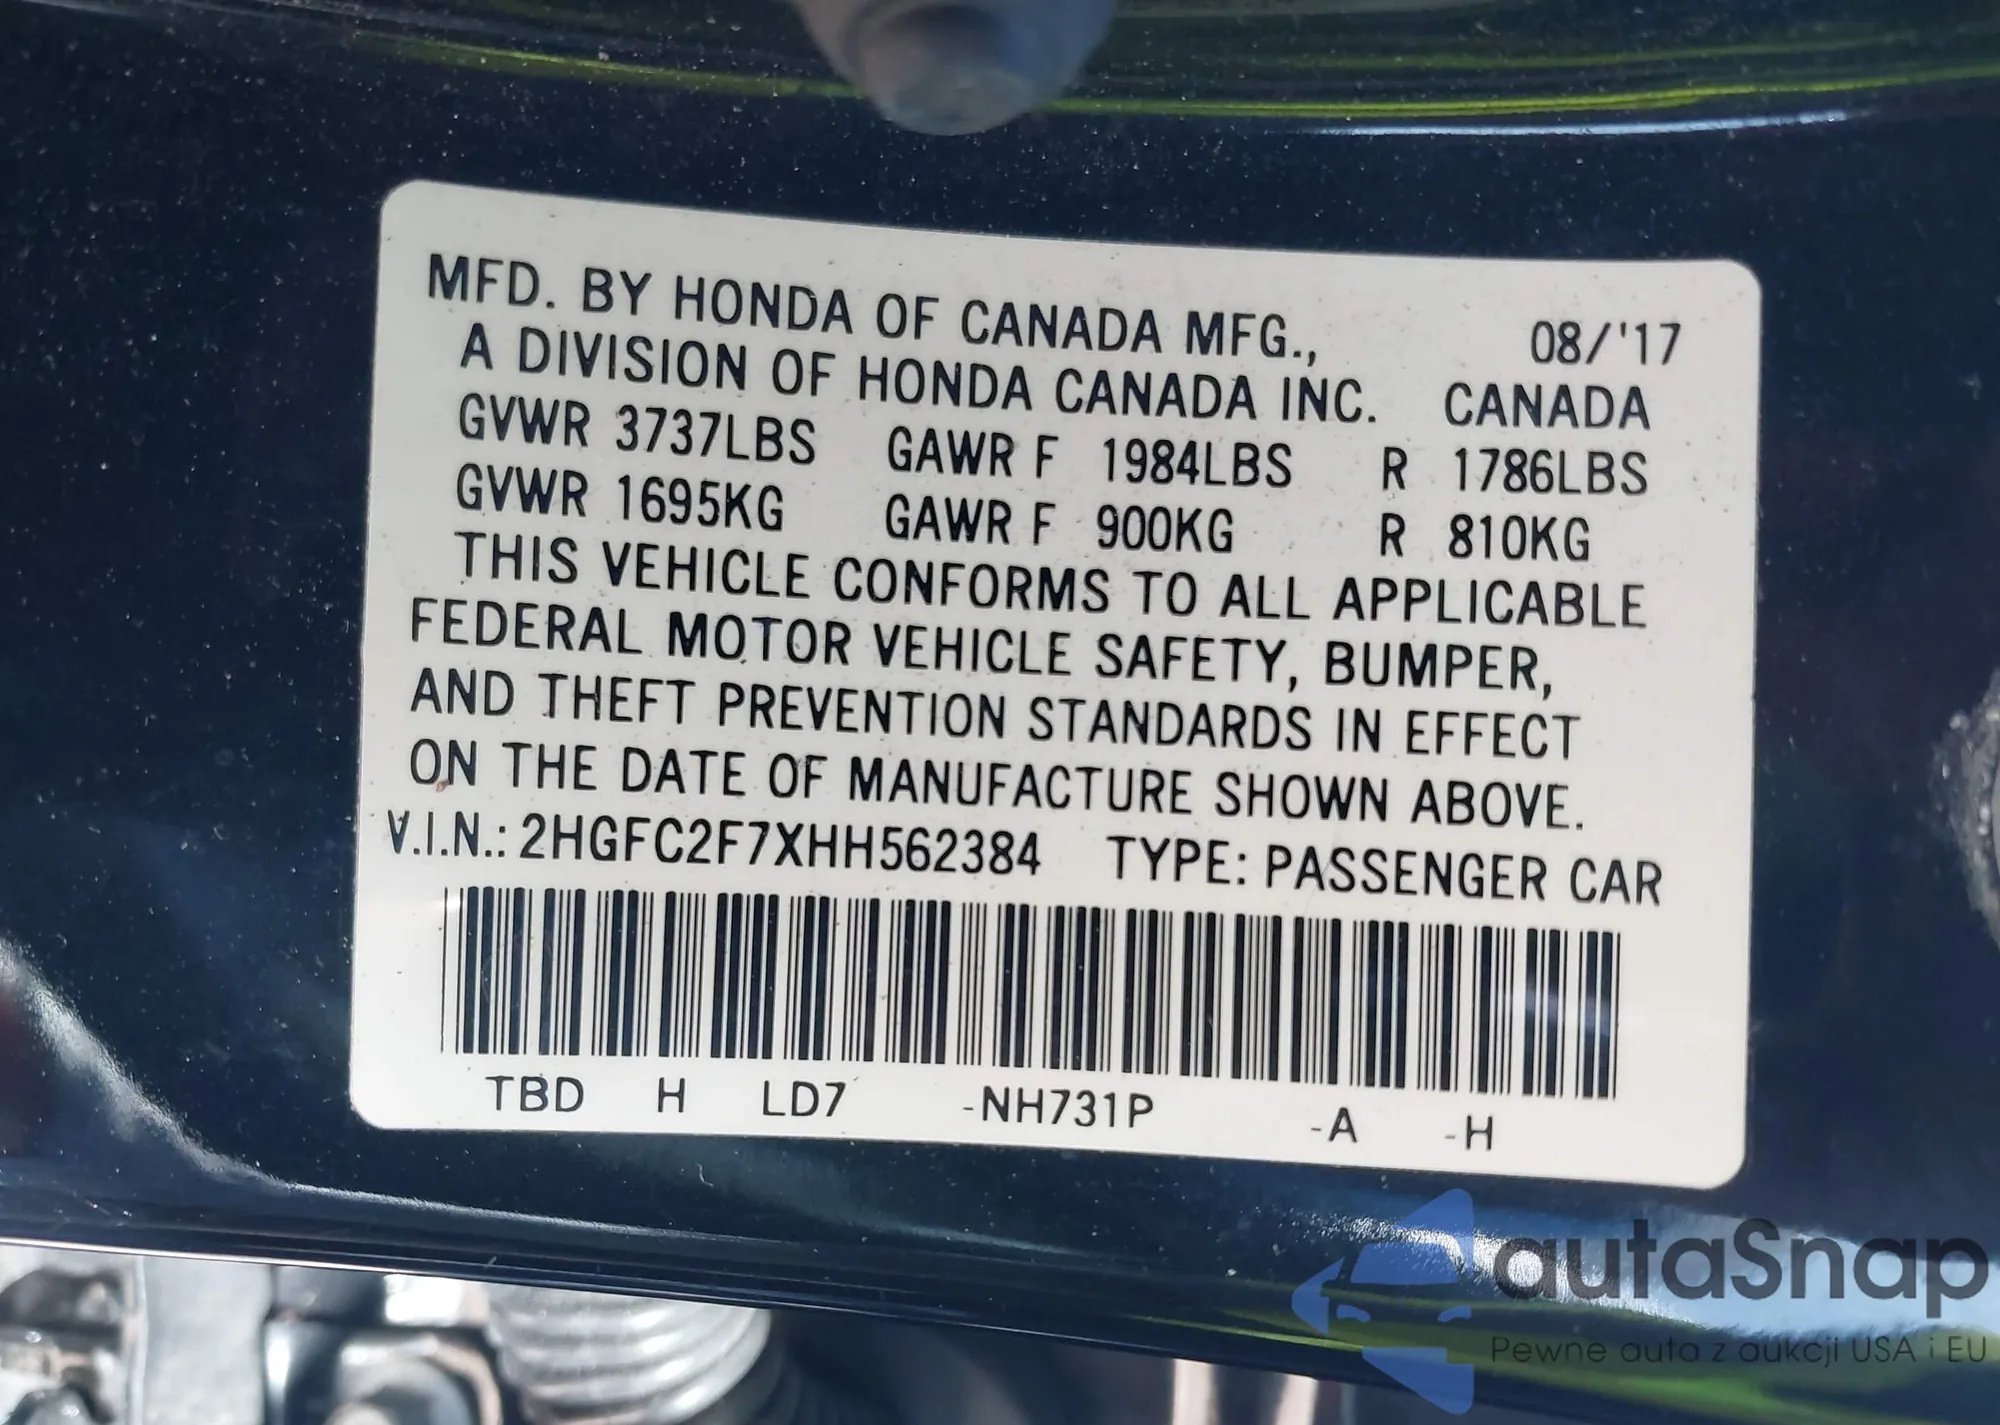 MFD. BY HONDA OF CANADA MFG., 08/'17
A DIVISION OF HONDA CANADA INC. CANADA
GVWR 3737LBS GAWR F 1984LBS R 1786LBS
GVWR 1695KG GAWR F 900KG R 810KG
THIS VEHICLE CONFORMS TO ALL APPLICABLE
FEDERAL MOTOR VEHICLE SAFETY, BUMPER,
AND THEFT PREVENTION STANDARDS IN EFFECT
ON THE DATE OF MANUFACTURE SHOWN ABOVE.
V.I.N.: 2HGFC2F7XHH562384 TYPE: PASSENGER CAR
TBD H LD7 -NH731P -A -H
autaSnap
Pewne auta z aukcji USA i EU